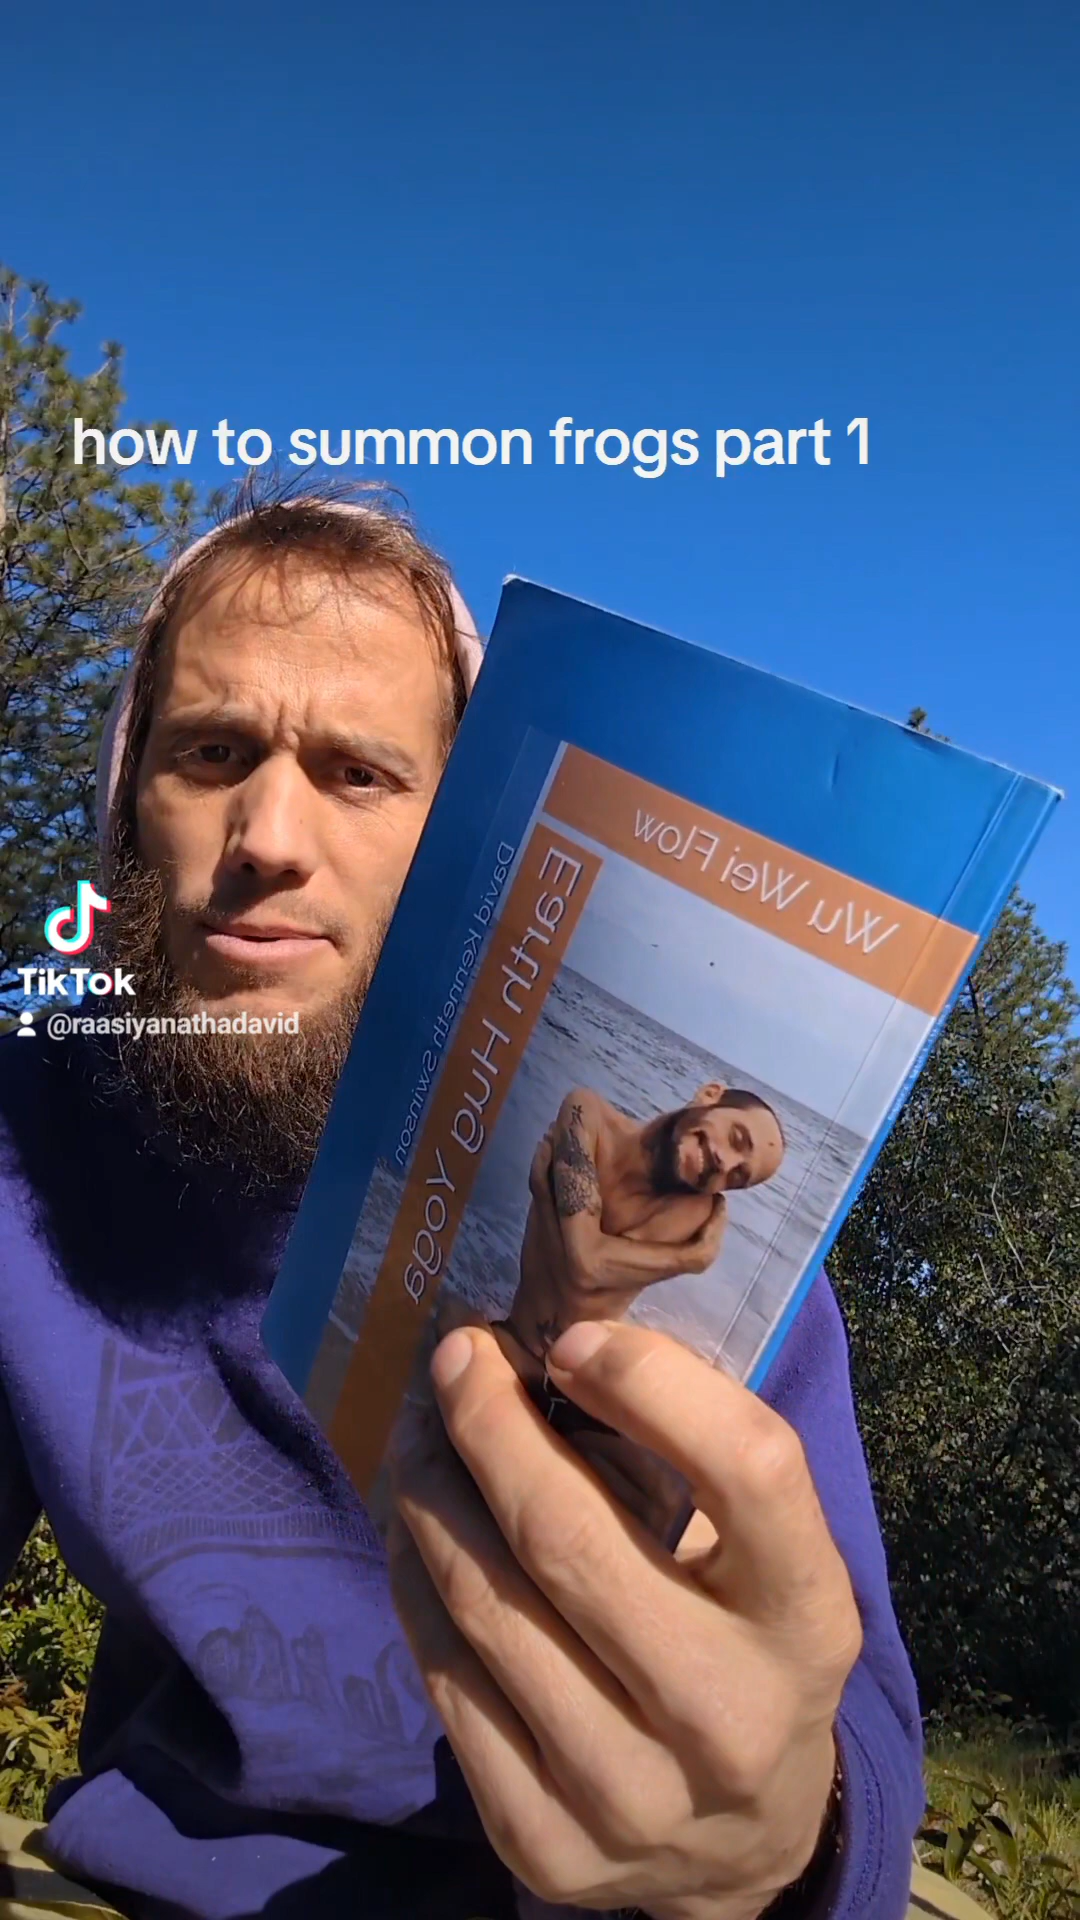 how to summon frogs part 1
Wu Wei Flow
Earth Hug Yoga
David Kenneth Swinson
TikTok
@raasiyanathadavid